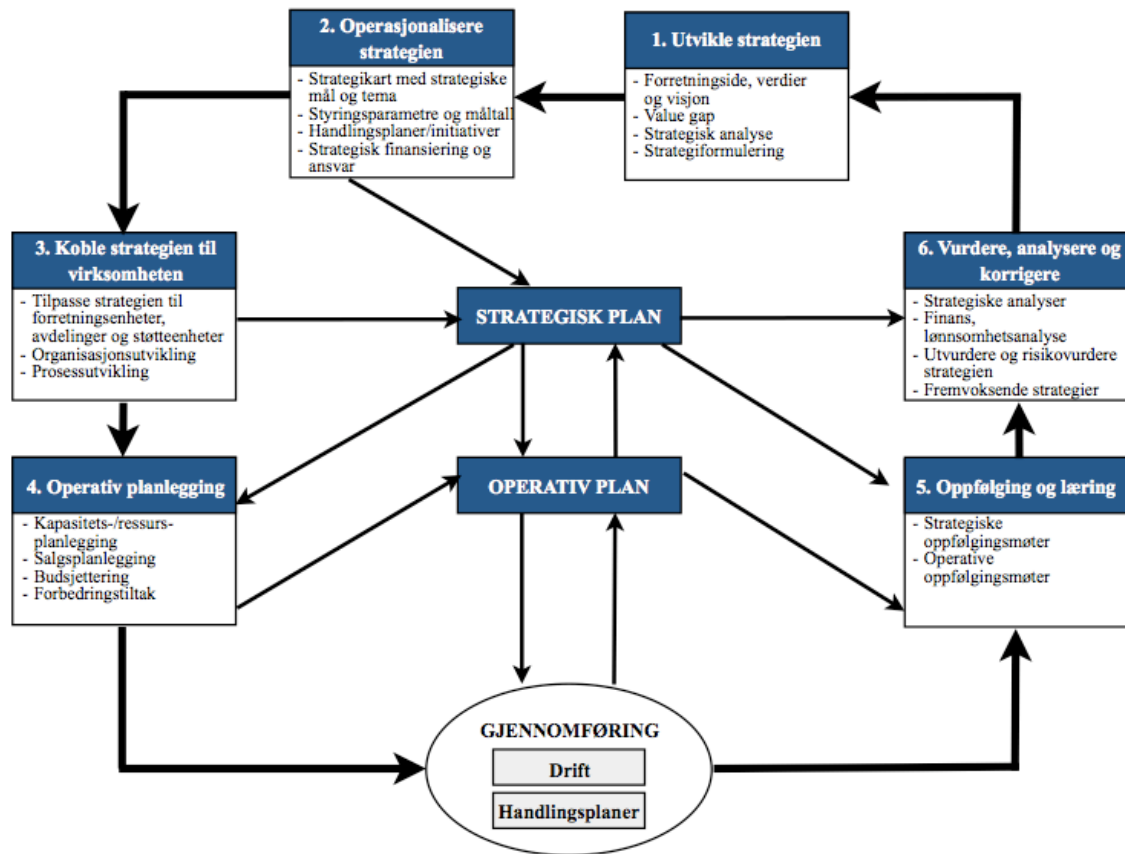 1. Utvikle strategien
- Forretningside, verdier
og visjon
- Value gap
- Strategisk analyse
- Strategiformulering
2. Operasjonalisere
strategien
- Strategikart med strategiske
mål og tema
- Styringsparametre og måltall
- Handlingsplaner/initiativer
- Strategisk finansiering og
ansvar
3. Koble strategien til
virksomheten
- Tilpasse strategien til
forretningsenheter,
avdelinger og støtteenheter
- Organisasjonsutvikling
- Prosessutvikling
STRATEGISK PLAN
6. Vurdere, analysere og
korrigere
- Strategiske analyser
- Finans,
lønnsomhetsanalyse
- Utvurdere og risikovurdere
strategien
- Fremvoksende strategier
4. Operativ planlegging
- Kapasitets-/ressurs-
planlegging
- Salgsplanlegging
- Budsjettering
- Forbedringstiltak
OPERATIV PLAN
5. Oppfølging og læring
- Strategiske
oppfølgingsmøter
- Operative
oppfølgingsmøter
GJENNOMFØRING
Drift
Handlingsplaner